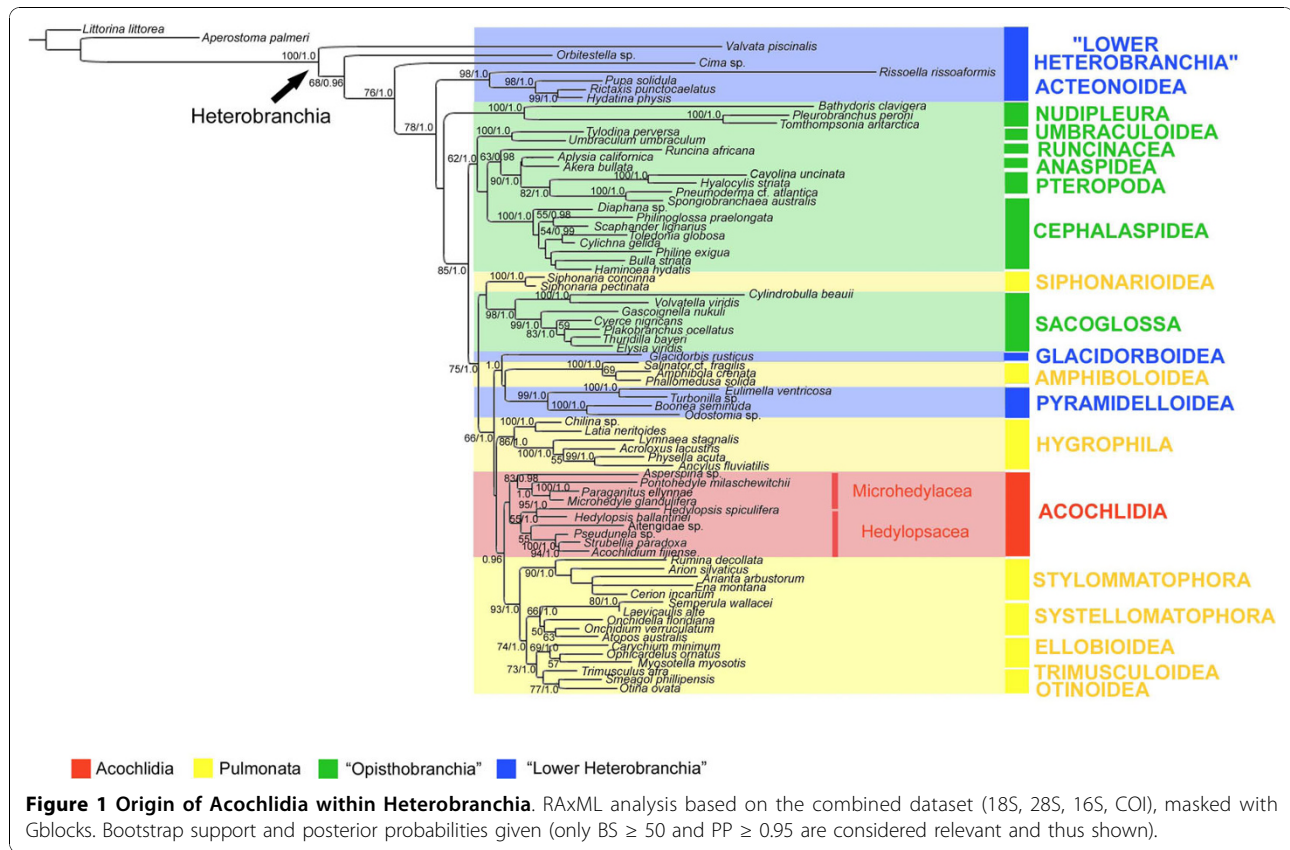 Littorina littorea
Aperostoma palmeri
100/1.0
Valvata piscinalis
Orbitestella sp.
68/0.96
Cima sp.
Heterobranchia
76/1.0
98/1.0
Rissoella rissoaformis
98/1.0
Pupa solidula
Rictaxis punctocaelatus
99/1.0
Hydatina physis
"LOWER
HETEROBRANCHIA"
ACTEONOIDEA
78/1.0
100/1.0
Bathydoris clavigera
100/1.0
Pleurobranchus peroni
Tomthompsonia antarctica
NUDIPLEURA
100/1.0
Tylodina perversa
Umbraculum umbraculum
UMBRACULOIDEA
62/1.0
63/0.98
Runcina africana
RUNCINACEA
Aplysia californica
Akera bullata
ANASPIDEA
90/1.0
100/1.0
Cavolina uncinata
Hyalocylis striata
82/1.0
100/1.0
Pneumoderma cf. atlantica
Spongiobranchaea australis
PTEROPODA
100/1.0
Diaphana sp.
55/0.98
Philinoglossa praelongata
Scaphander lignarius
54/0.99
Toledonia globosa
Cylichna gelida
Philine exigua
Bulla striata
Haminoea hydatis
CEPHALASPIDEA
85/1.0
100/1.0
Siphonaria concinna
Siphonaria pectinata
SIPHONARIOIDEA
100/1.0
Cylindrobulla beauii
Volvatella viridis
98/1.0
Gascoignella nukuli
99/1.0
Cyerce nigricans
59
Plakobranchus ocellatus
83/1.0
Thuridilla bayeri
Elysia viridis
SACOGLOSSA
75/1.0
1.0
Glacidorbis rusticus
GLACIDORBOIDEA
100/1.0
Salinator cf. fragilis
69
Amphibola crenata
Phallomedusa solida
AMPHIBOLOIDEA
99/1.0
100/1.0
Eulimella ventricosa
Turbonilla sp.
100/1.0
Boonea seminuda
Odostomia sp.
PYRAMIDELLOIDEA
66/1.0
100/1.0
Chilina sp.
Latia neritoides
86/1.0
Lymnaea stagnalis
100/1.0
Acroloxus lacustris
55
99/1.0
Physella acuta
Ancylus fluviatilis
HYGROPHILA
83/0.98
Asperspina sp.
Pontohedyle milaschewitchii
1.0
100/1.0
Paraganitus ellynnae
Microhedyle glandulifera
Microhedylacea
95/1.0
Hedylopsis spiculifera
55/1.0
Hedylopsis ballantinei
Aitengidae sp.
55
Pseudunela sp.
100/1.0
Strubellia paradoxa
94/1.0
Acochlidium fijiense
Hedylopsacea
ACOCHLIDIA
0.96
Rumina decollata
90/1.0
Arion silvaticus
Arianta arbustorum
Ena montana
Cerion incanum
STYLOMMATOPHORA
93/1.0
80/1.0
Semperula wallacei
66
Laevicaulis alte
Onchidella floridiana
50
Onchidium verruculatum
63
Atopos australis
SYSTELLOMATOPHORA
74/1.0
69/1.0
Carychium minimum
Ophicardelus ornatus
57
Myosotella myosotis
ELLOBIOIDEA
73/1.0
Trimusculus afra
TRIMUSCULOIDEA
Smeagol phillipensis
77/1.0
Otina ovata
OTINOIDEA
Acochlidia
Pulmonata
"Opisthobranchia"
"Lower Heterobranchia"
Figure 1 Origin of Acochlidia within Heterobranchia. RAxML analysis based on the combined dataset (18S, 28S, 16S, COI), masked with
Gblocks. Bootstrap support and posterior probabilities given (only BS ≥ 50 and PP ≥ 0.95 are considered relevant and thus shown).